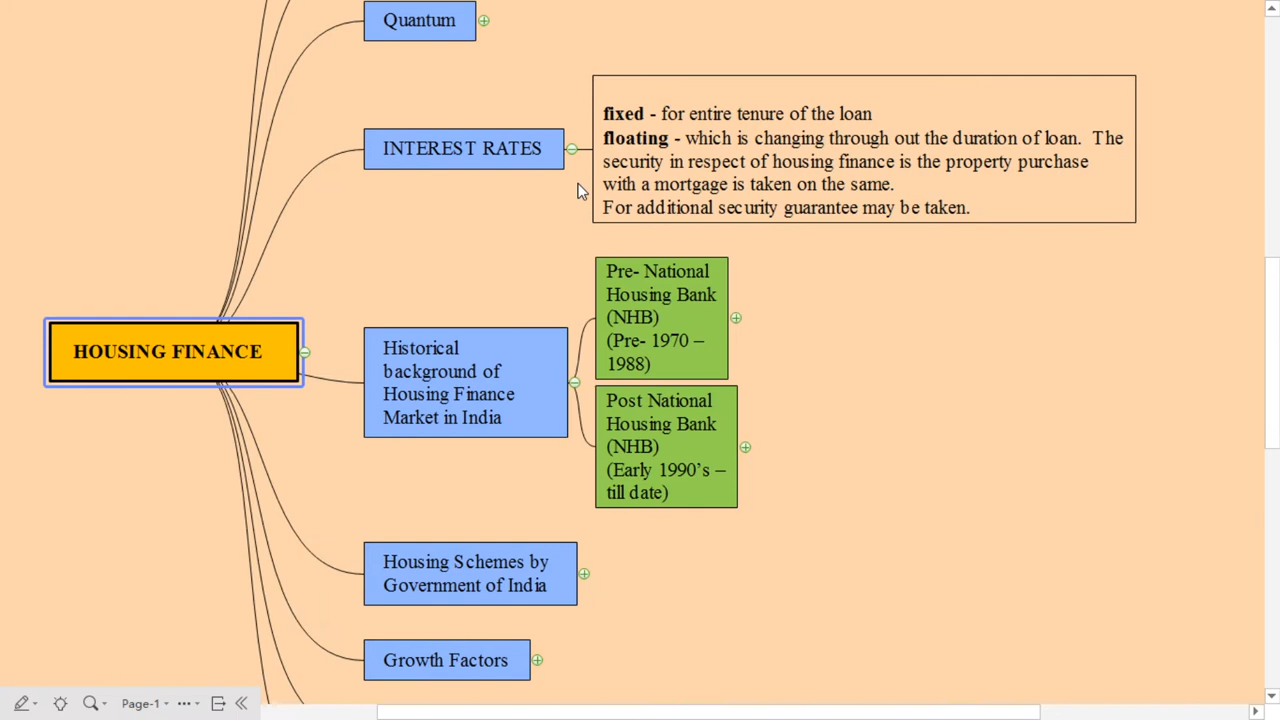 Quantum
INTEREST RATES
fixed - for entire tenure of the loan
floating - which is changing through out the duration of loan. The
security in respect of housing finance is the property purchase
with a mortgage is taken on the same.
For additional security guarantee may be taken.
HOUSING FINANCE
Historical
background of
Housing Finance
Market in India
Pre- National
Housing Bank
(NHB)
(Pre- 1970 –
1988)
Post National
Housing Bank
(NHB)
(Early 1990’s –
till date)
Housing Schemes by
Government of India
Growth Factors
Page-1